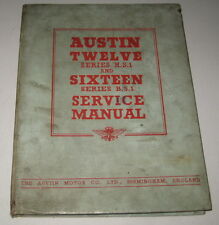 AUSTIN
TWELVE
SERIES H.S.1
AND
SIXTEEN
SERIES B.S.1
SERVICE
MANUAL
THE AUSTIN MOTOR CO. LTD., BIRMINGHAM, ENGLAND